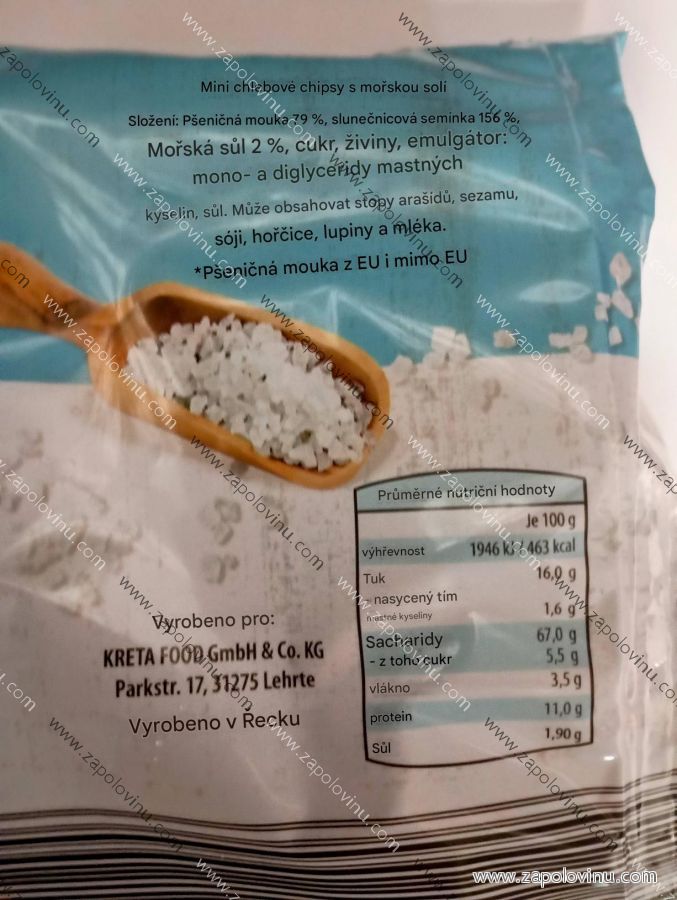 Mini chlebové chipsy s mořskou solí
Složení: Pšeničná mouka 79 %, slunečnicová semínka 156 %,
Mořská sůl 2 %, cukr, živiny, emulgátor:
mono- a diglyceridy mastných
kyselin, sůl. Může obsahovat stopy arašídů, sezamu,
sóji, hořčice, lupiny a mléka.
*Pšeničná mouka z EU i mimo EU
Průměrné nutriční hodnoty
Je 100 g
výhřevnost 1946 kJ / 463 kcal
Tuk 16,0 g
- nasycený tím
mastné kyseliny 1,6 g
Sacharidy 67,0 g
- z toho cukr 5,5 g
vlákno 3,5 g
protein 11,0 g
Sůl 1,90 g
Vyrobeno pro:
KRETA FOOD GmbH & Co. KG
Parkstr. 17, 31275 Lehrte
Vyrobeno v Řecku
www.zapolovinu.com